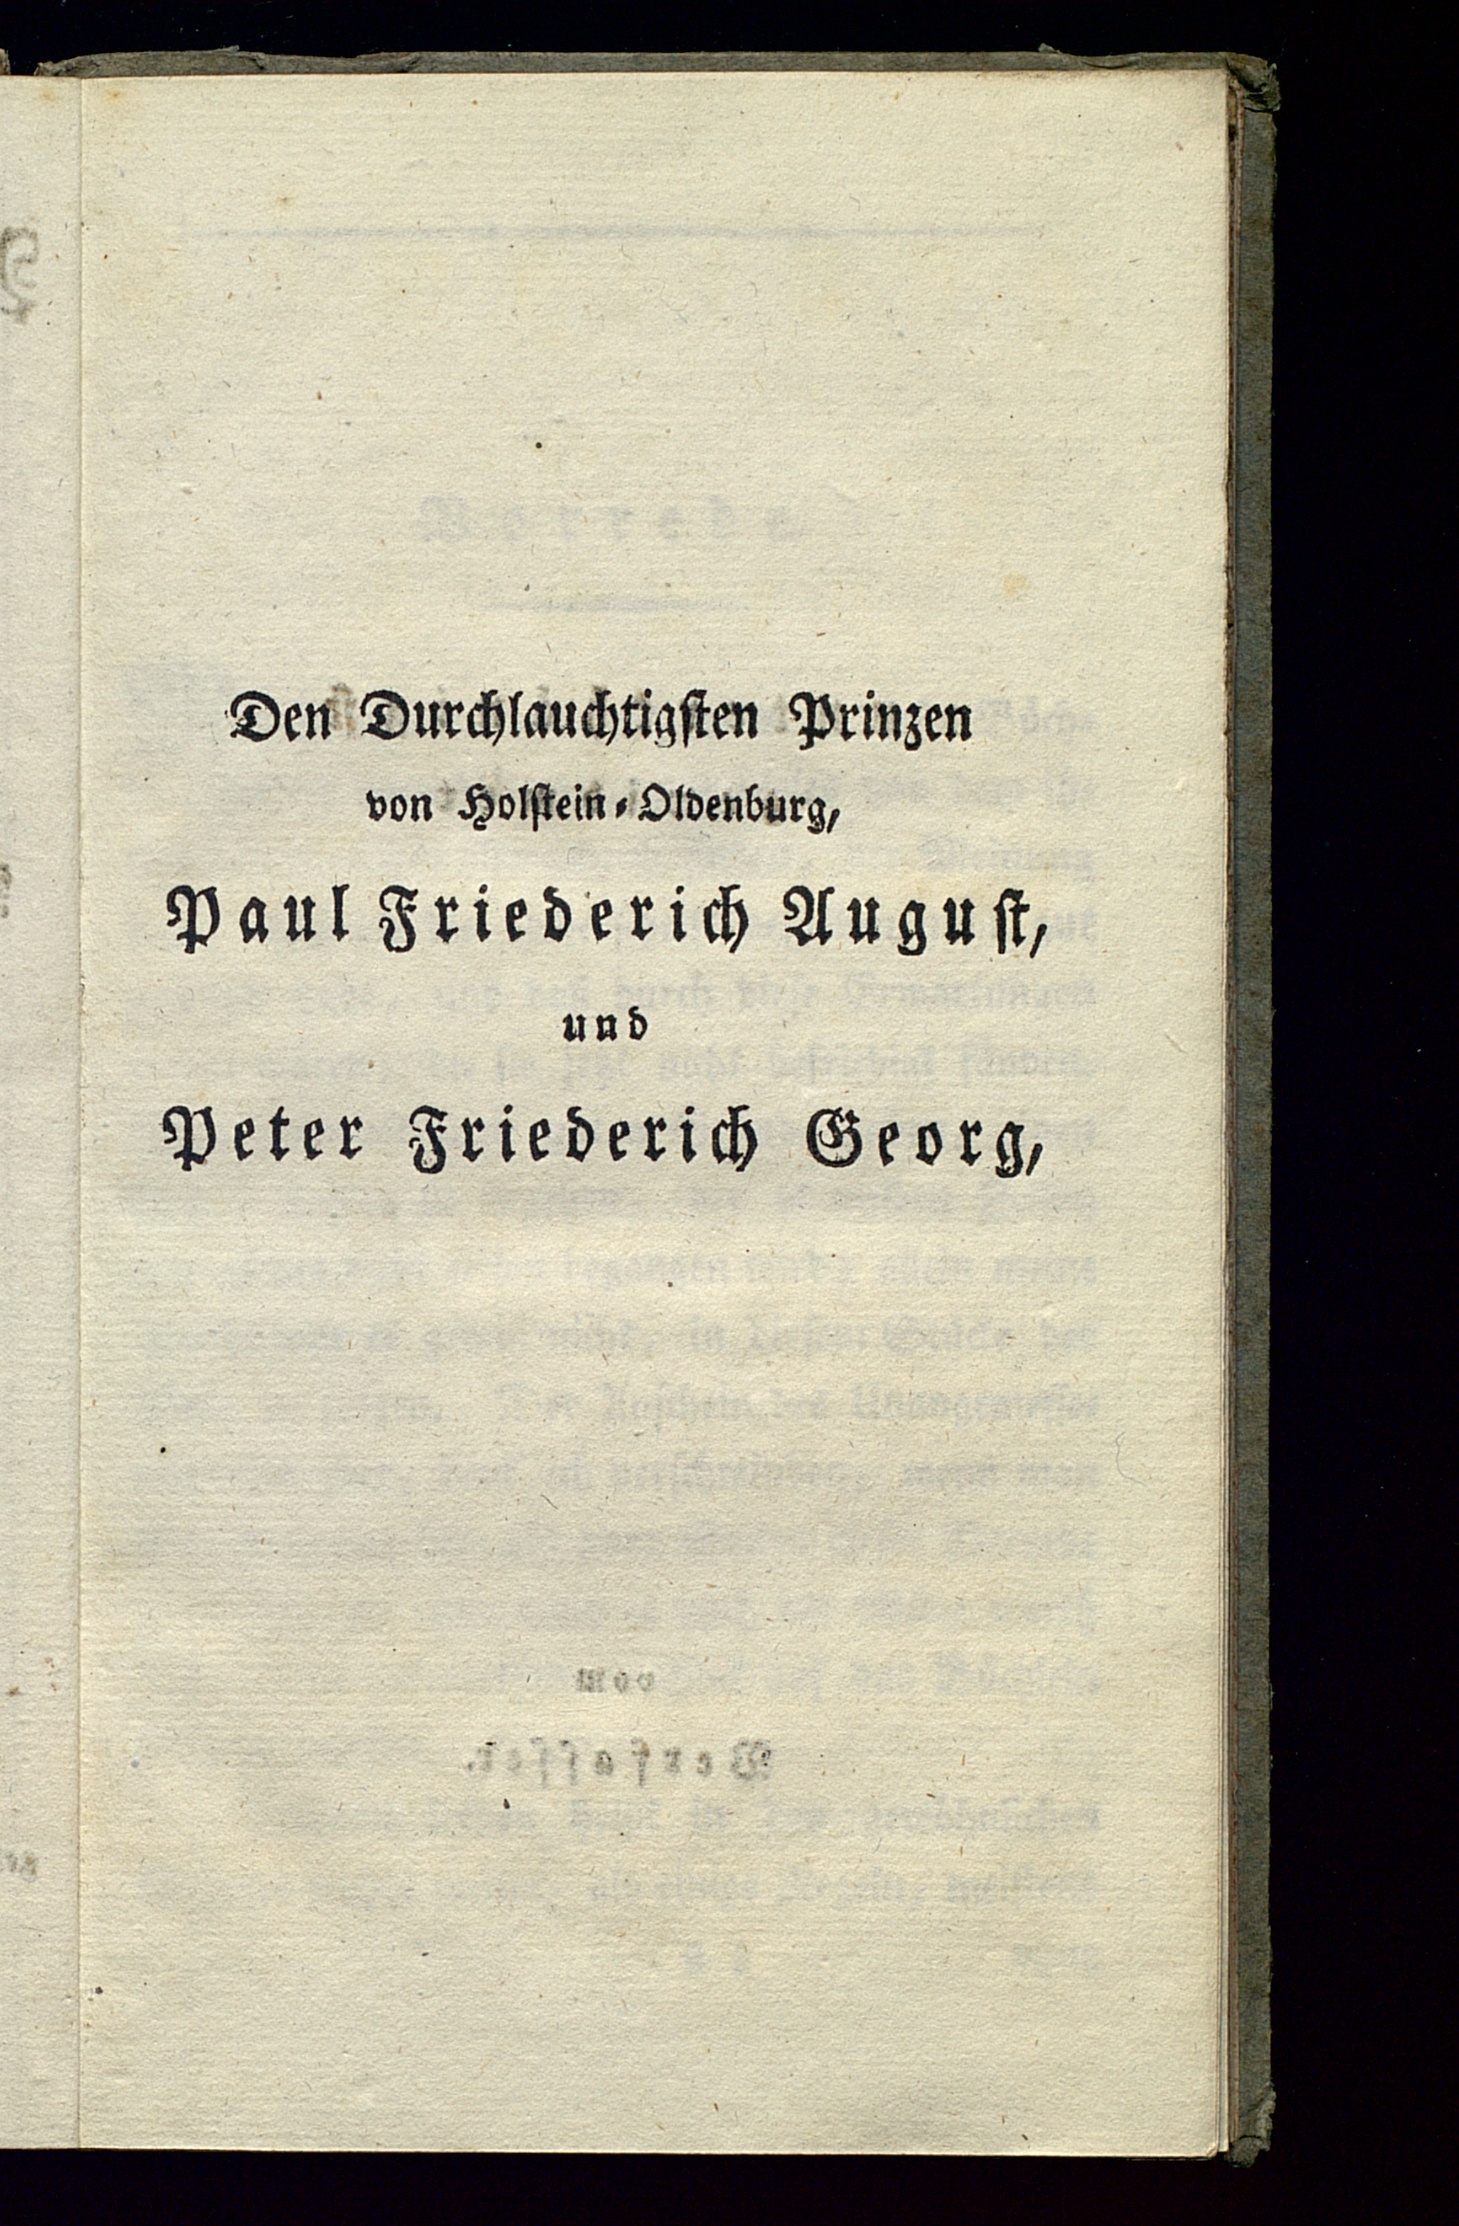 Den Durchlauchtigsten Prinzen
von Holstein-Oldenburg,
Paul Friederich August,
und
Peter Friederich Georg,